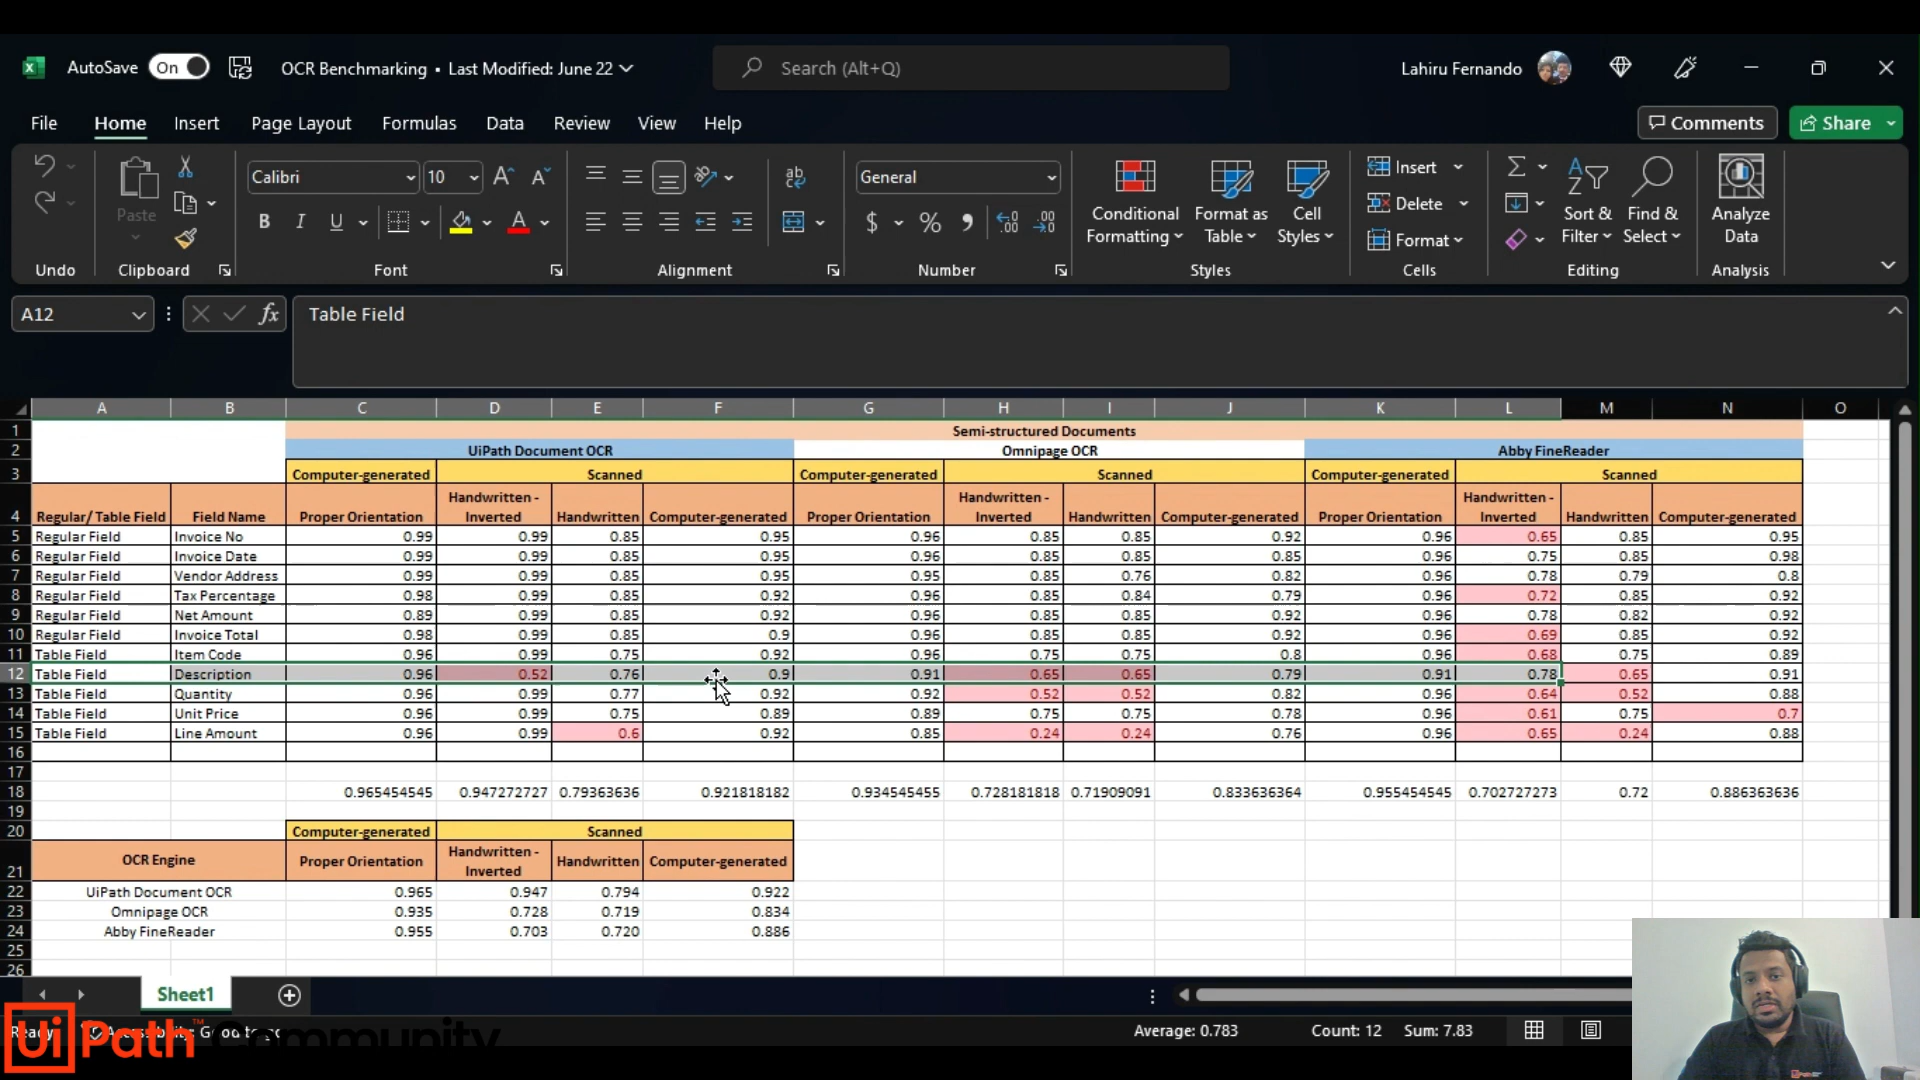 AutoSave On OCR Benchmarking • Last Modified: June 22 Search (Alt+Q) Lahiru Fernando
File Home Insert Page Layout Formulas Data Review View Help Comments Share
Paste Calibri 10 General Conditional Formatting Format as Table Cell Styles Insert Delete Format Sort & Filter Find & Select Analyze Data
Undo Clipboard Font Alignment Number Styles Cells Editing Analysis
A12 fx Table Field
A B C D E F G H I J K L M N O
1 Semi-structured Documents
2 UiPath Document OCR Omnipage OCR Abby FineReader
3 Computer-generated Scanned Computer-generated Scanned Computer-generated Scanned
4 Regular/ Table Field Field Name Proper Orientation Handwritten - Inverted Handwritten Computer-generated Proper Orientation Handwritten - Inverted Handwritten Computer-generated Proper Orientation Handwritten - Inverted Handwritten Computer-generated
5 Regular Field Invoice No 0.99 0.99 0.85 0.95 0.96 0.85 0.85 0.92 0.96 0.65 0.85 0.95
6 Regular Field Invoice Date 0.99 0.99 0.85 0.95 0.96 0.85 0.85 0.85 0.96 0.75 0.85 0.98
7 Regular Field Vendor Address 0.99 0.99 0.85 0.95 0.95 0.85 0.76 0.82 0.96 0.78 0.79 0.8
8 Regular Field Tax Percentage 0.98 0.99 0.85 0.92 0.96 0.85 0.84 0.79 0.96 0.72 0.85 0.92
9 Regular Field Net Amount 0.89 0.99 0.85 0.92 0.96 0.85 0.85 0.92 0.96 0.78 0.82 0.92
10 Regular Field Invoice Total 0.98 0.99 0.85 0.9 0.96 0.85 0.85 0.92 0.96 0.69 0.85 0.92
11 Table Field Item Code 0.96 0.99 0.75 0.92 0.96 0.75 0.75 0.8 0.96 0.68 0.75 0.89
12 Table Field Description 0.96 0.52 0.76 0.9 0.91 0.65 0.65 0.79 0.91 0.78 0.65 0.91
13 Table Field Quantity 0.96 0.99 0.77 0.92 0.92 0.52 0.52 0.82 0.96 0.64 0.52 0.88
14 Table Field Unit Price 0.96 0.99 0.75 0.89 0.89 0.75 0.75 0.78 0.96 0.61 0.75 0.7
15 Table Field Line Amount 0.96 0.99 0.6 0.92 0.85 0.24 0.24 0.76 0.96 0.65 0.24 0.88
16
17
18 0.965454545 0.947272727 0.79363636 0.921818182 0.934545455 0.728181818 0.71909091 0.833636364 0.955454545 0.702727273 0.72 0.886363636
19
20 Computer-generated Scanned
21 OCR Engine Proper Orientation Handwritten - Inverted Handwritten Computer-generated
22 UiPath Document OCR 0.965 0.947 0.794 0.922
23 Omnipage OCR 0.935 0.728 0.719 0.834
24 Abby FineReader 0.955 0.703 0.720 0.886
25
26
Sheet1
UiPath™ Community Average: 0.783 Count: 12 Sum: 7.83